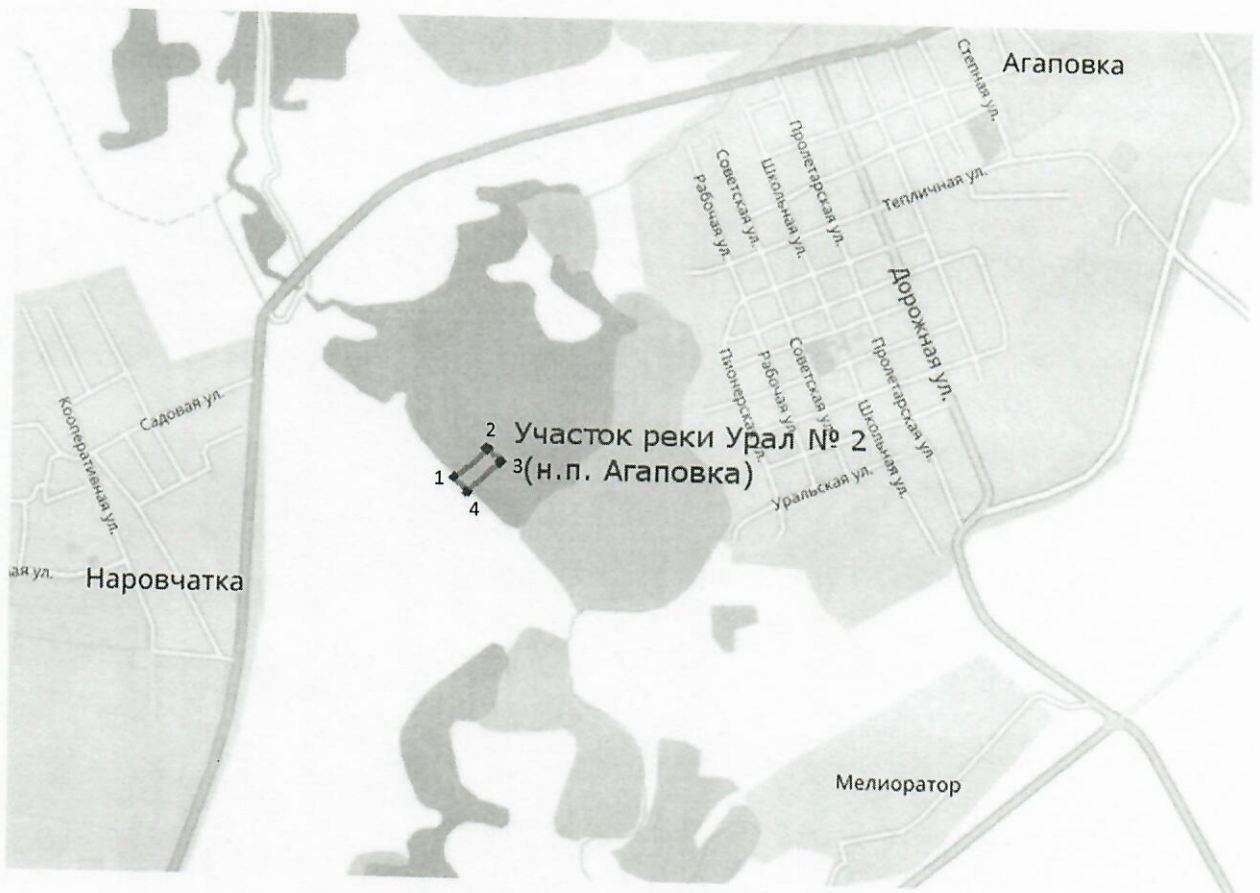 Агаповка
Степная ул.
Пролетарская ул.
Советская ул.
Школьная ул.
Рабочая ул.
Тепличная ул.
Дорожная ул.
Садовая ул.
Кооперативная ул.
Пионерская ул.
Рабочая ул.
Советская ул.
Пролетарская ул.
Школьная ул.
2
Участок реки Урал № 2
1
3
(н.п. Агаповка)
4
Уральская ул.
ая ул.
Наровчатка
Мелиоратор